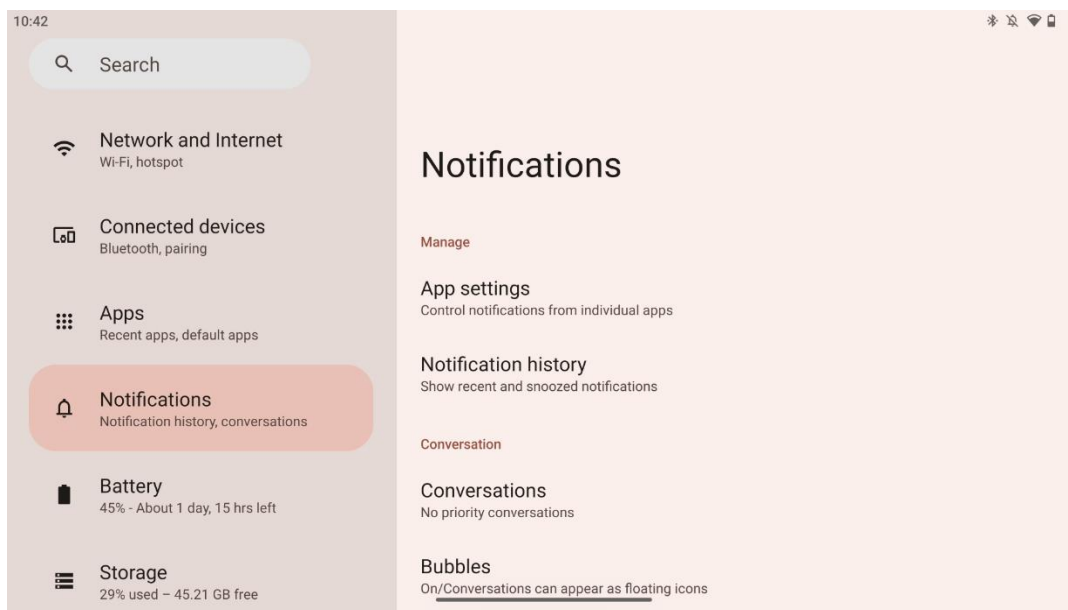 10:42
Search
Network and Internet
Wi-Fi, hotspot
Connected devices
Bluetooth, pairing
Apps
Recent apps, default apps
Notifications
Notification history, conversations
Battery
45% - About 1 day, 15 hrs left
Storage
29% used – 45.21 GB free
Notifications
Manage
App settings
Control notifications from individual apps
Notification history
Show recent and snoozed notifications
Conversation
Conversations
No priority conversations
Bubbles
On/Conversations can appear as floating icons